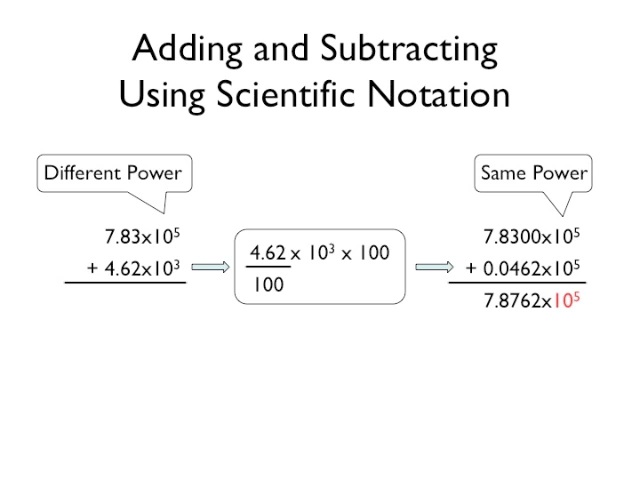 Adding and Subtracting
Using Scientific Notation
Different Power
Same Power
7.83x10⁵
+ 4.62x10³
4.62 x 10³ x 100
100
7.8300x10⁵
+ 0.0462x10⁵
7.8762x10⁵